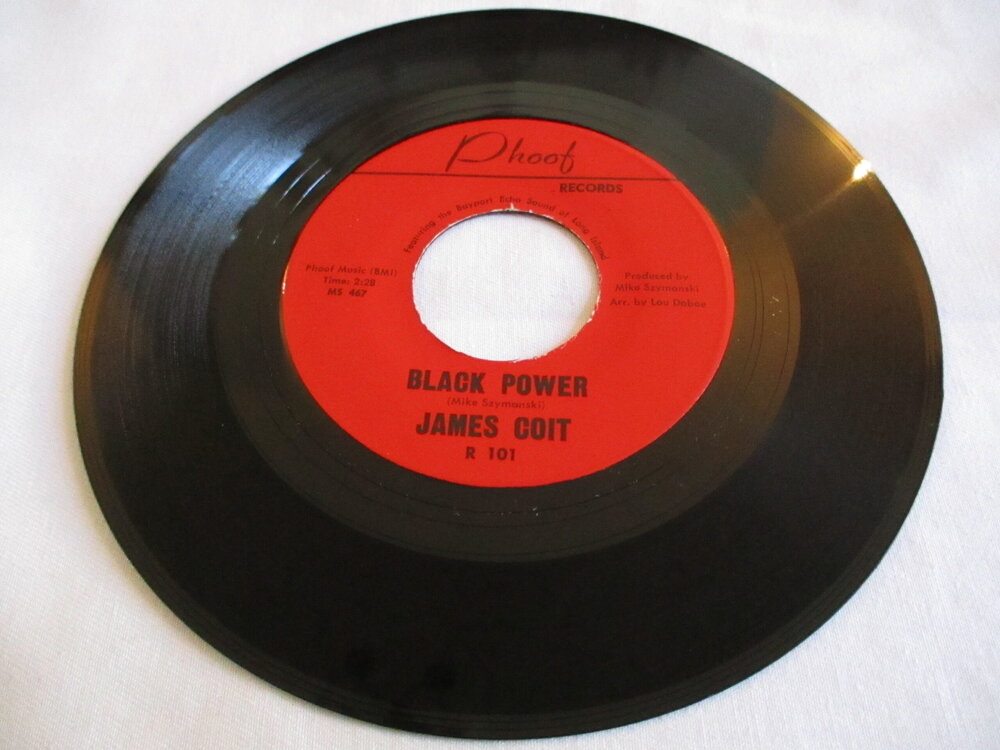 Phoof
RECORDS
Featuring the Bayport Echo Sound of Long Island
Phoof Music (BMI)
Time: 2:28
MS 467
Produced by
Mike Szymanski
Arr. by Lou Daboe
BLACK POWER
(Mike Szymanski)
JAMES COIT
R 101